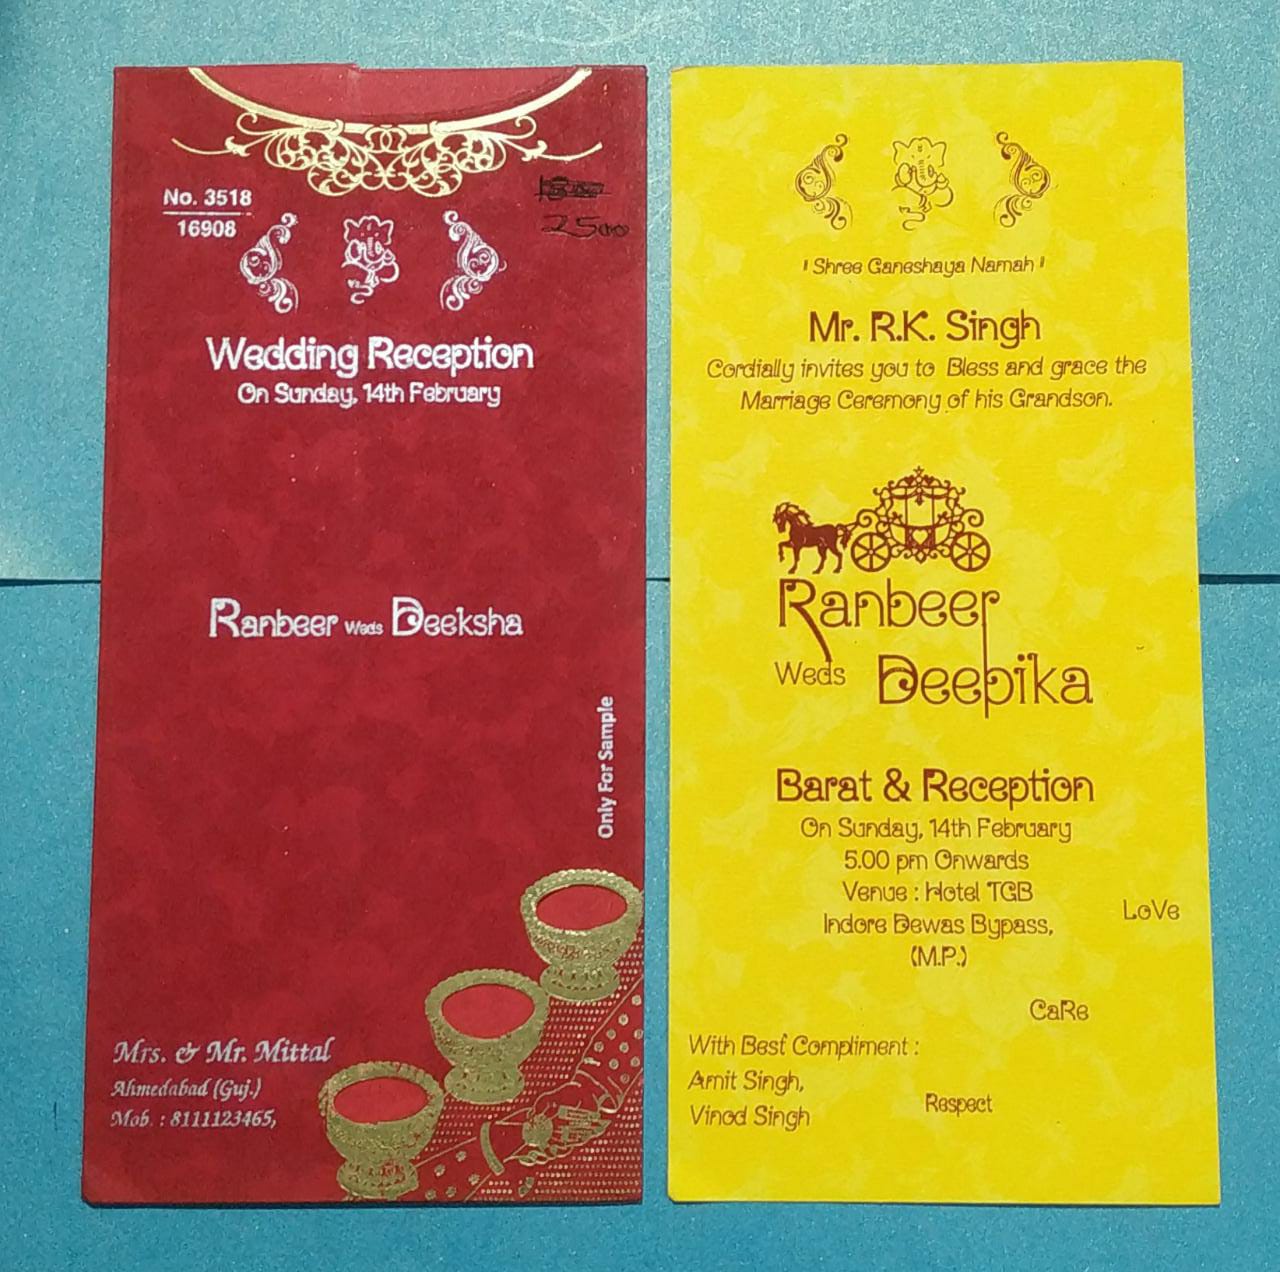 No. 3518
16908
2500
Wedding Reception
On Sunday, 14th February
Ranbeer Weds Deeksha
Only For Sample
Mrs. & Mr. Mittal
Ahmedabad (Guj.)
Mob. : 8111123465,
॥ Shree Ganeshaya Namah ॥
Mr. R.K. Singh
Cordially invites you to Bless and grace the
Marriage Ceremony of his Grandson.
Ranbeer
Weds Deepika
Barat & Reception
On Sunday, 14th February
5.00 pm Onwards
Venue : Hotel TGB
Indore Dewas Bypass,
(M.P.)
LoVe
CaRe
Respect
With Best Compliment :
Amit Singh,
Vinod Singh